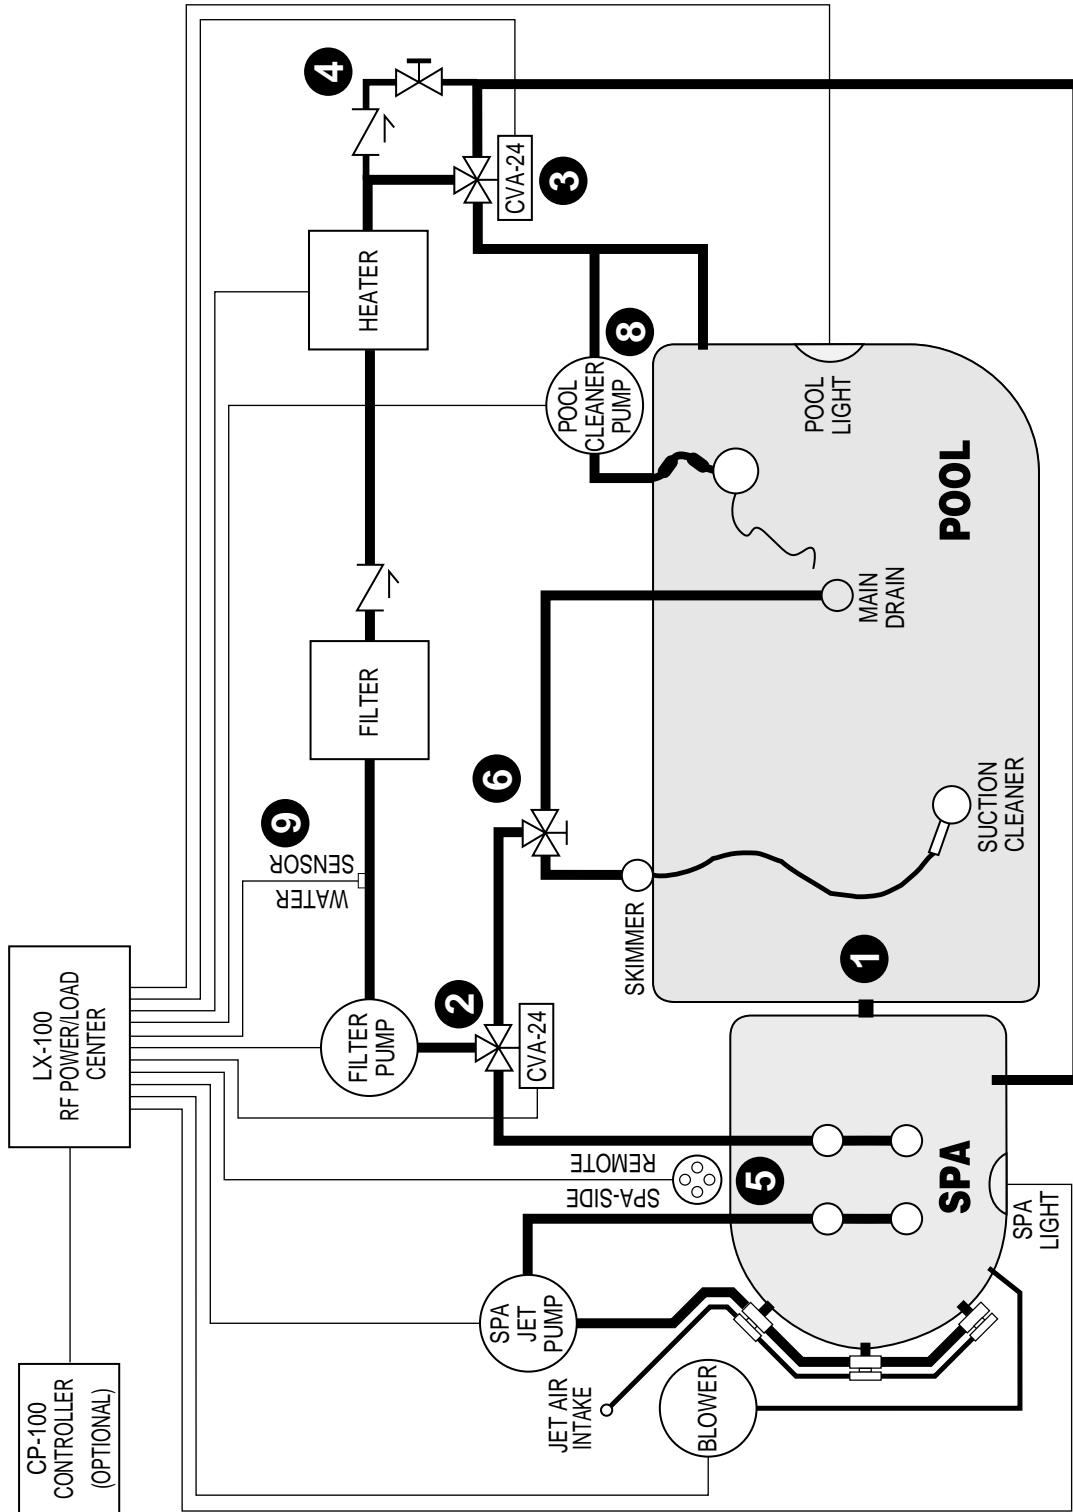 CP-100
CONTROLLER
(OPTIONAL)
LX-100
RF POWER/LOAD
CENTER
JET AIR
INTAKE
BLOWER
SPA
JET
PUMP
SPA-SIDE
REMOTE
5
SPA
SPA
LIGHT
FILTER
PUMP
2
CVA-24
WATER
SENSOR
9
FILTER
6
SKIMMER
1
SUCTION
CLEANER
MAIN
DRAIN
POOL
HEATER
POOL
CLEANER
PUMP
8
POOL
LIGHT
CVA-24
3
4